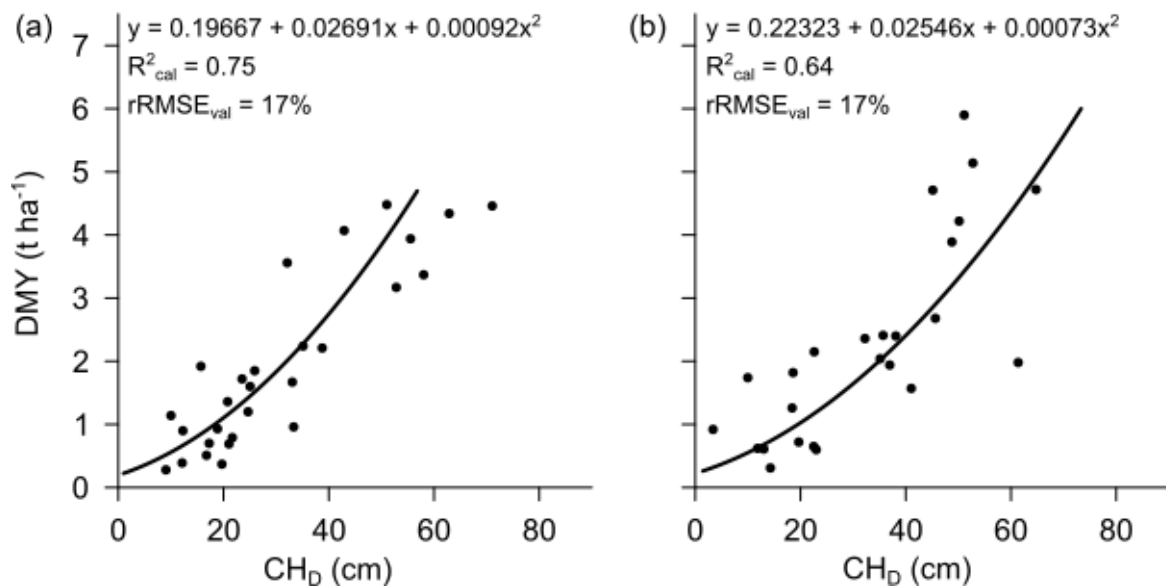 (a) y = 0.19667 + 0.02691x + 0.00092x²
R²cal = 0.75
rRMSEval = 17%
(b) y = 0.22323 + 0.02546x + 0.00073x²
R²cal = 0.64
rRMSEval = 17%
DMY (t ha⁻¹)
7
6
5
4
3
2
1
0
0 20 40 60 80
CHD (cm)
0 20 40 60 80
CHD (cm)